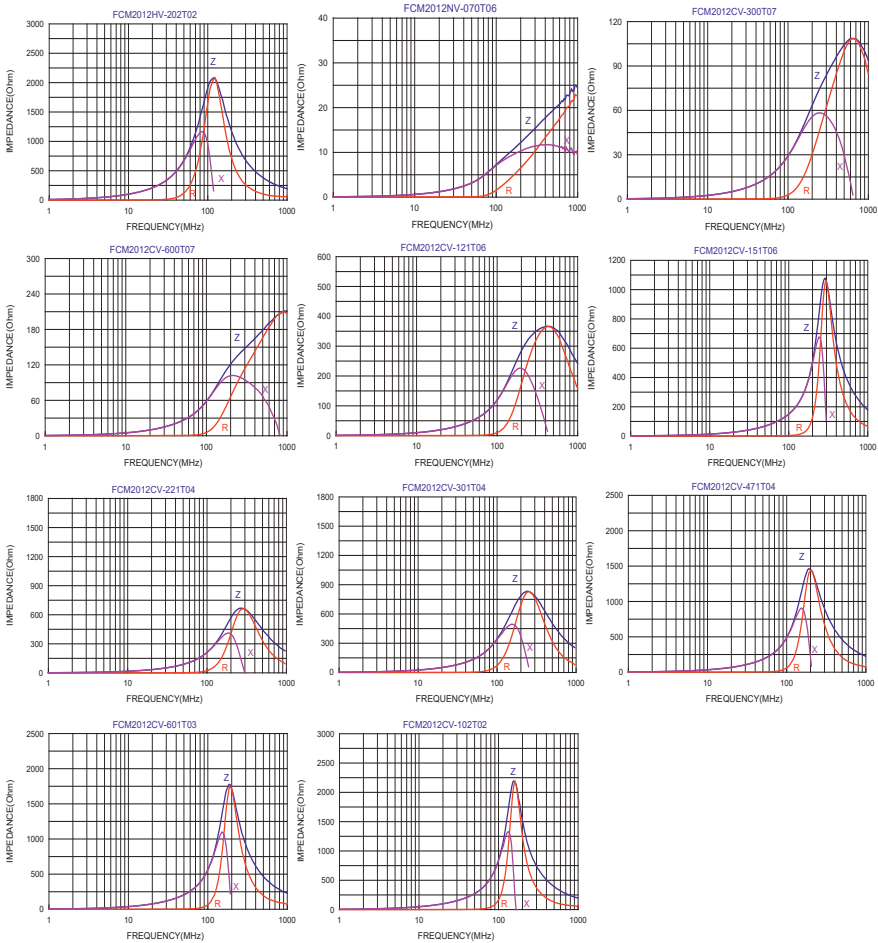 FCM2012HV-202T02
IMPEDANCE(Ohm)
3000
2500
2000
1500
1000
500
0
Z
X
R
1 10 100 1000
FREQUENCY(MHz)
FCM2012NV-070T06
IMPEDANCE(Ohm)
40
30
20
10
0
Z
X
R
1 10 100 1000
FREQUENCY(MHz)
FCM2012CV-300T07
IMPEDANCE(Ohm)
120
90
60
30
0
Z
X
R
1 10 100 1000
FREQUENCY(MHz)
FCM2012CV-600T07
IMPEDANCE(Ohm)
300
240
180
120
60
0
Z
X
R
1 10 100 1000
FREQUENCY(MHz)
FCM2012CV-121T06
IMPEDANCE(Ohm)
600
500
400
300
200
100
0
Z
X
R
1 10 100 1000
FREQUENCY(MHz)
FCM2012CV-151T06
IMPEDANCE(Ohm)
1200
1000
800
600
400
200
0
Z
X
R
1 10 100 1000
FREQUENCY(MHz)
FCM2012CV-221T04
IMPEDANCE(Ohm)
1800
1500
1200
900
600
300
0
Z
X
R
1 10 100 1000
FREQUENCY(MHz)
FCM2012CV-301T04
IMPEDANCE(Ohm)
1800
1500
1200
900
600
300
0
Z
X
R
1 10 100 1000
FREQUENCY(MHz)
FCM2012CV-471T04
IMPEDANCE(Ohm)
2500
2000
1500
1000
500
0
Z
X
R
1 10 100 1000
FREQUENCY(MHz)
FCM2012CV-601T03
IMPEDANCE(Ohm)
2500
2000
1500
1000
500
0
Z
X
R
1 10 100 1000
FREQUENCY(MHz)
FCM2012CV-102T02
IMPEDANCE(Ohm)
3000
2500
2000
1500
1000
500
0
Z
R X
1 10 100 1000
FREQUENCY(MHz)